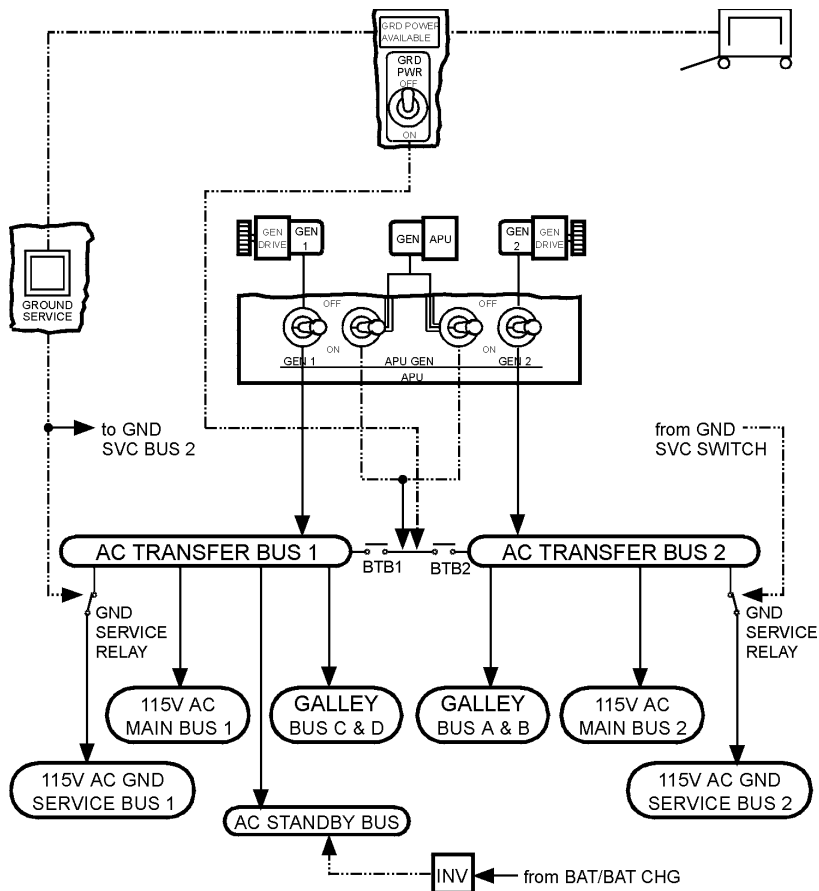 GRD POWER
AVAILABLE
GRD
PWR
OFF
ON
GEN
DRIVE
GEN
1
GEN
APU
GEN
2
GEN
DRIVE
GROUND
SERVICE
OFF
OFF
ON
ON
GEN 1
APU GEN
GEN 2
APU
to GND
SVC BUS 2
from GND
SVC SWITCH
AC TRANSFER BUS 1
BTB1
BTB2
AC TRANSFER BUS 2
GND
SERVICE
RELAY
GND
SERVICE
RELAY
115V AC
MAIN BUS 1
GALLEY
BUS C & D
GALLEY
BUS A & B
115V AC
MAIN BUS 2
115V AC GND
SERVICE BUS 1
115V AC GND
SERVICE BUS 2
AC STANDBY BUS
INV
from BAT/BAT CHG